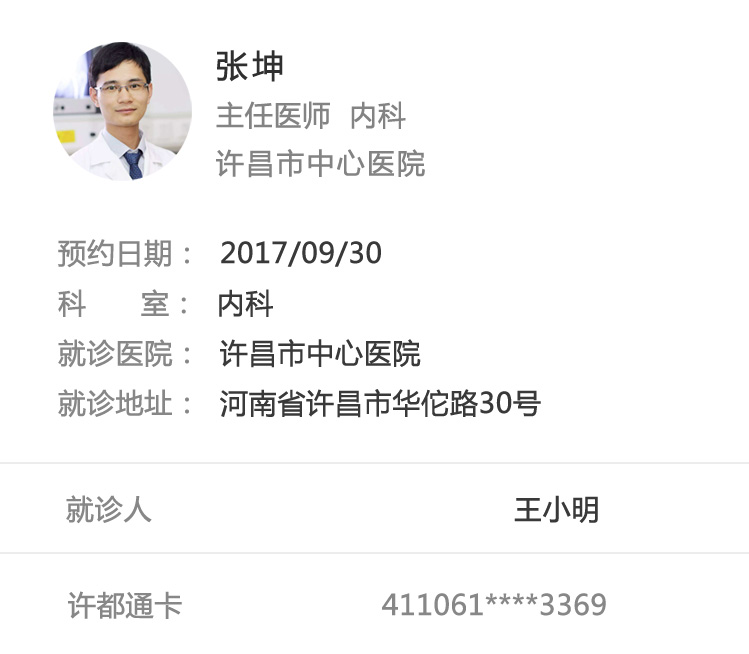 张坤
主任医师 内科
许昌市中心医院
预约日期： 2017/09/30
科 室： 内科
就诊医院： 许昌市中心医院
就诊地址： 河南省许昌市华佗路30号
就诊人 王小明
许都通卡 411061****3369